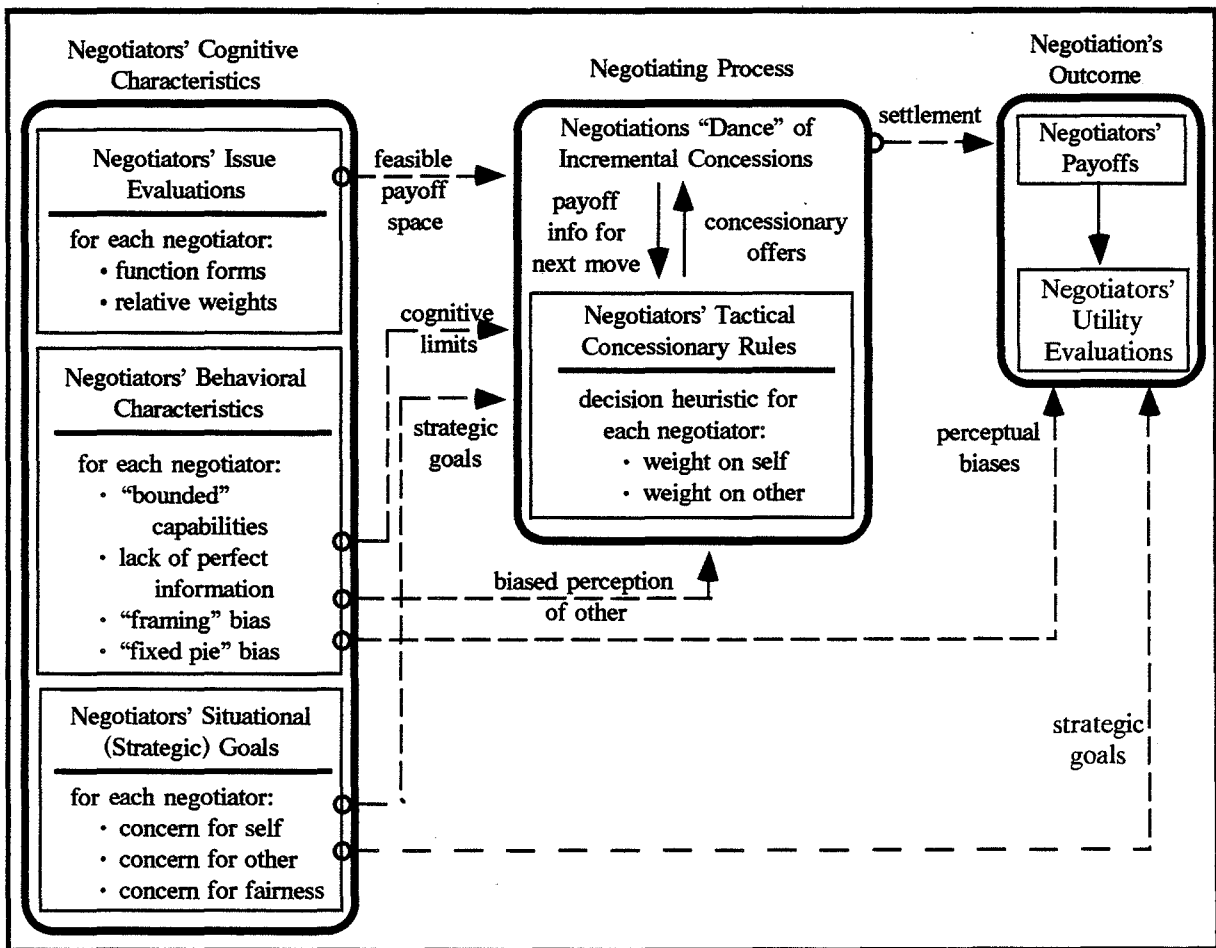 Negotiators' Cognitive
Characteristics
Negotiators' Issue
Evaluations
for each negotiator:
• function forms
• relative weights
Negotiators' Behavioral
Characteristics
for each negotiator:
• “bounded”
capabilities
• lack of perfect
information
• “framing” bias
• “fixed pie” bias
Negotiators' Situational
(Strategic) Goals
for each negotiator:
• concern for self
• concern for other
• concern for fairness
feasible
payoff
space
cognitive
limits
strategic
goals
biased perception
of other
Negotiating Process
Negotiations “Dance” of
Incremental Concessions
payoff
info for
next move
concessionary
offers
Negotiators' Tactical
Concessionary Rules
decision heuristic for
each negotiator:
• weight on self
• weight on other
settlement
perceptual
biases
strategic
goals
Negotiation's
Outcome
Negotiators'
Payoffs
Negotiators'
Utility
Evaluations